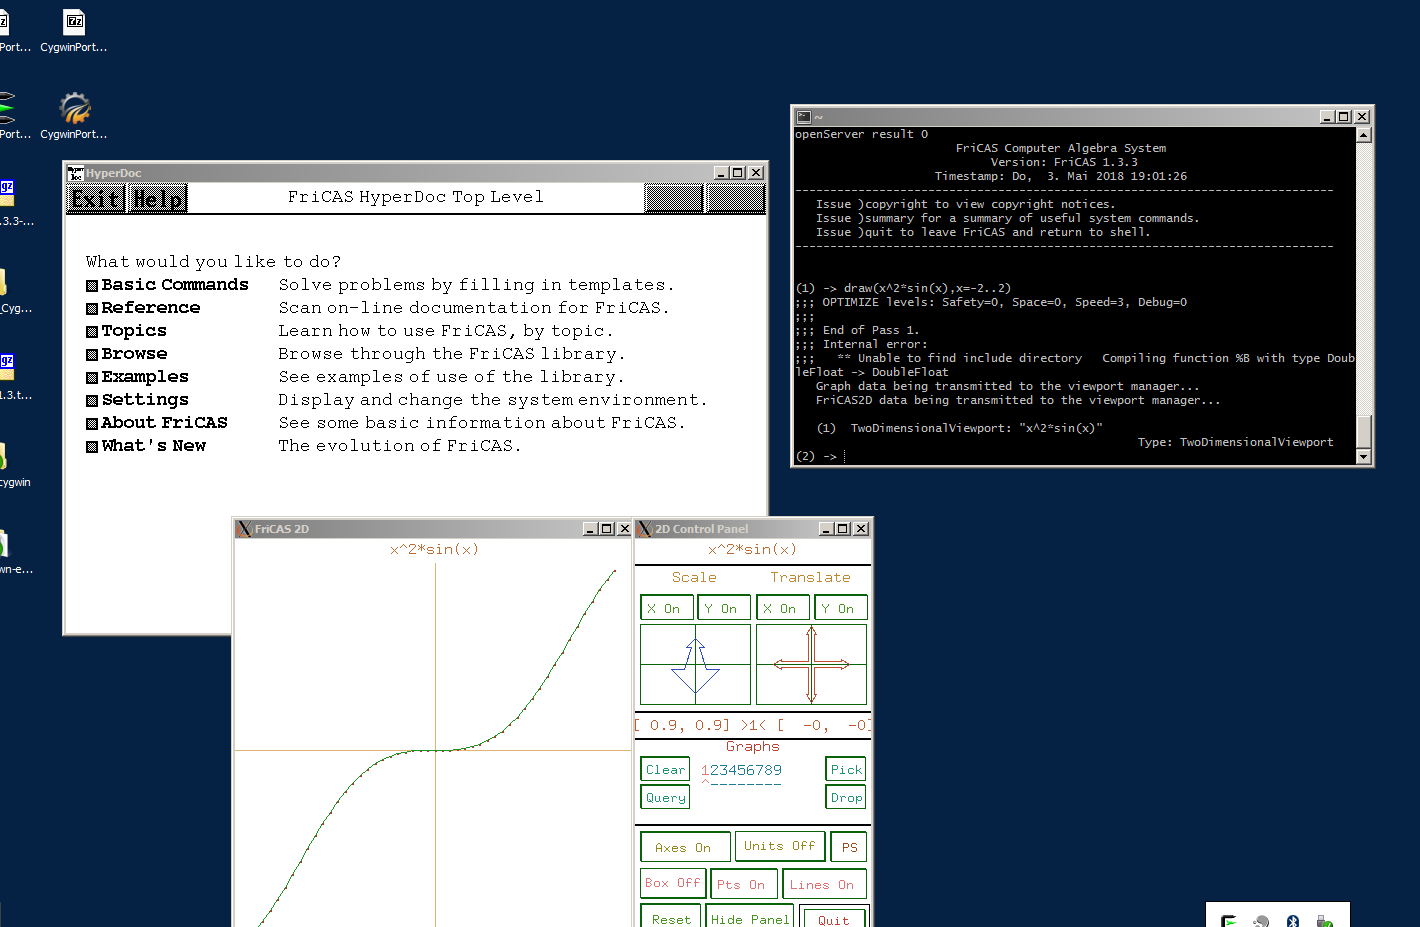 Port...
CygwinPort...
Port...
CygwinPort...
gz
.3.3-...
_Cyg...
gz
1.3.t...
cygwin
wn-e...
HyperDoc
Exit
Help
FriCAS HyperDoc Top Level
What would you like to do?
Basic Commands Solve problems by filling in templates.
Reference Scan on-line documentation for FriCAS.
Topics Learn how to use FriCAS, by topic.
Browse Browse through the FriCAS library.
Examples See examples of use of the library.
Settings Display and change the system environment.
About FriCAS See some basic information about FriCAS.
What's New The evolution of FriCAS.
~
openServer result 0
FriCAS Computer Algebra System
Version: FriCAS 1.3.3
Timestamp: Do,  3. Mai 2018 19:01:26
-----------------------------------------------------------------------------
Issue )copyright to view copyright notices.
Issue )summary for a summary of useful system commands.
Issue )quit to leave FriCAS and return to shell.
-----------------------------------------------------------------------------
(1) -> draw(x^2*sin(x),x=-2..2)
;;; OPTIMIZE levels: Safety=0, Space=0, Speed=3, Debug=0
;;;
;;; End of Pass 1.
;;; Internal error:
;;;   ** Unable to find include directory   Compiling function %B with type Doub
leFloat -> DoubleFloat
Graph data being transmitted to the viewport manager...
FriCAS2D data being transmitted to the viewport manager...
(1)  TwoDimensionalViewport: "x^2*sin(x)"
Type: TwoDimensionalViewport
(2) ->
FriCAS 2D
x^2*sin(x)
2D Control Panel
x^2*sin(x)
Scale Translate
X On Y On X On Y On
[ 0.9, 0.9] >1< [  -0,  -0]
Graphs
Clear 123456789 Pick
^--------
Query Drop
Axes On Units Off PS
Box Off Pts On Lines On
Reset Hide Panel Quit